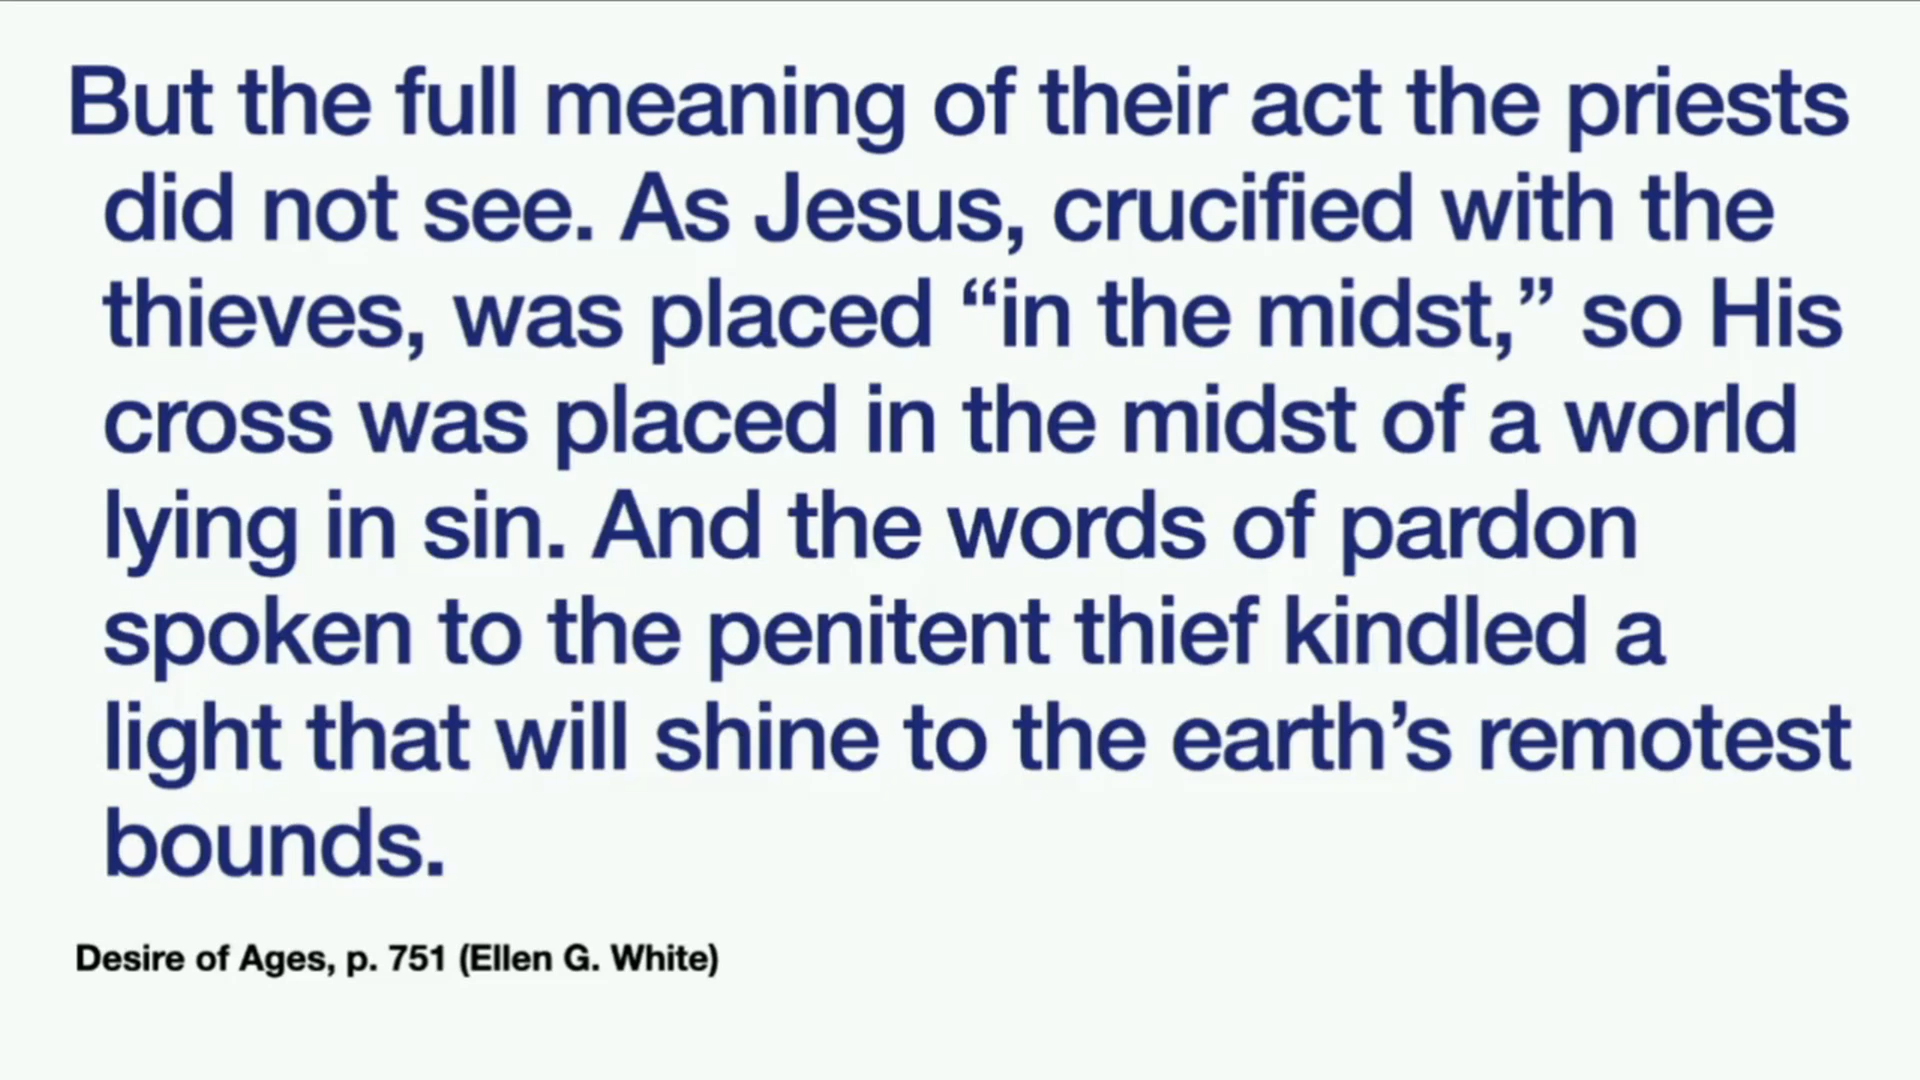 But the full meaning of their act the priests
did not see. As Jesus, crucified with the
thieves, was placed “in the midst,” so His
cross was placed in the midst of a world
lying in sin. And the words of pardon
spoken to the penitent thief kindled a
light that will shine to the earth’s remotest
bounds.
Desire of Ages, p. 751 (Ellen G. White)